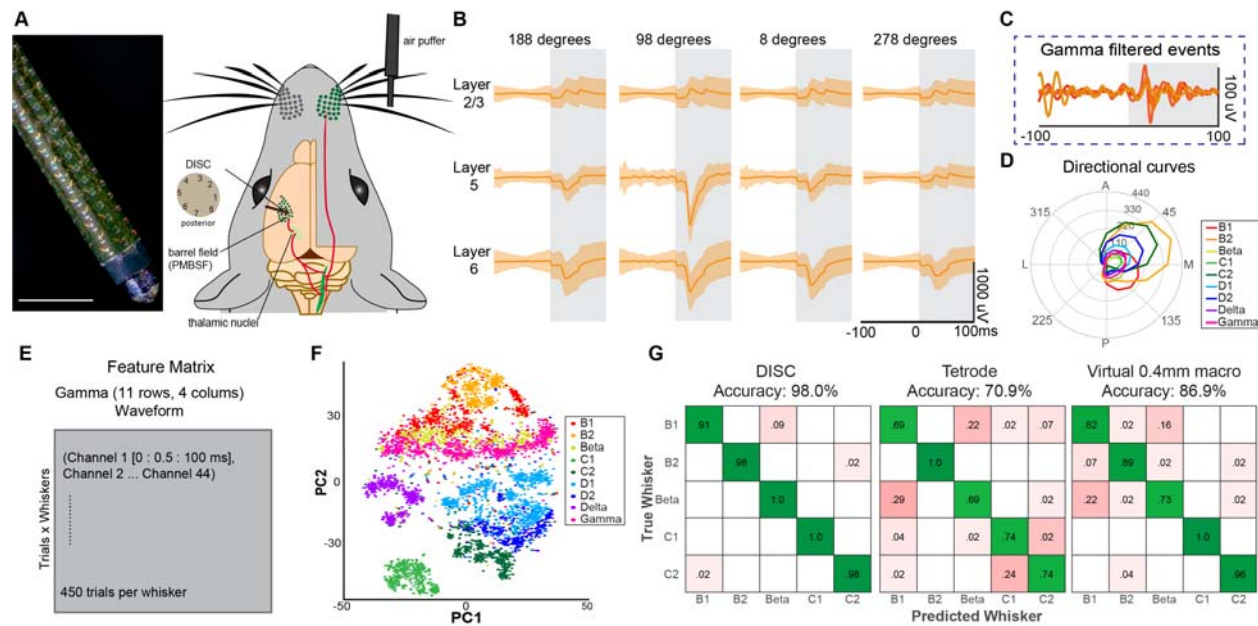 A
air puffer
DISC
4 3 2
5 1
6 7 8
posterior
barrel field
(PMBSF)
thalamic nuclei
B
188 degrees 98 degrees 8 degrees 278 degrees
Layer
2/3
Layer
5
Layer
6
1000 uV
-100 0 100ms
C
Gamma filtered events
100 uV
-100 100
D
Directional curves
A
440
315 330 45
110
L M
225 135
P
B1
B2
Beta
C1
C2
D1
D2
Delta
Gamma
E
Feature Matrix
Gamma (11 rows, 4 colums)
Waveform
(Channel 1 [0 : 0.5 : 100 ms],
Channel 2 ... Channel 44)
Trials x Whiskers
450 trials per whisker
F
PC2
30
0
-30
-50 50
PC1
B1
B2
Beta
C1
C2
D1
D2
Delta
Gamma
G
DISC
Accuracy: 98.0%
Tetrode
Accuracy: 70.9%
Virtual 0.4mm macro
Accuracy: 86.9%
True Whisker
B1 .91 .09 .69 .22 .02 .07 .82 .02 .16
B2 .98 .02 1.0 .07 .89 .02 .02
Beta 1.0 .29 .69 .02 .22 .02 .73 .02
C1 1.0 .04 .02 .74 .02 1.0
C2 .02 .98 .02 .24 .74 .04 .96
B1 B2 Beta C1 C2 B1 B2 Beta C1 C2 B1 B2 Beta C1 C2
Predicted Whisker